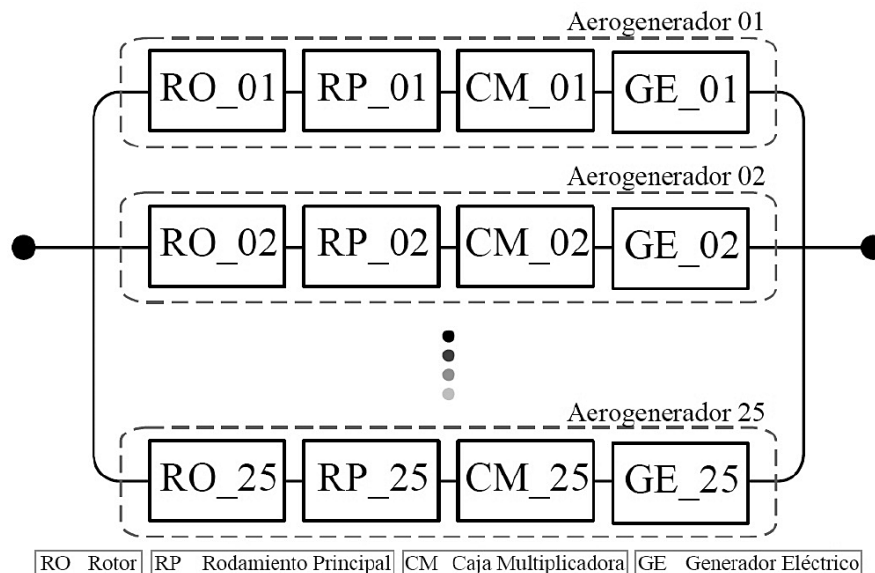 Aerogenerador 01
RO_01 RP_01 CM_01 GE_01
Aerogenerador 02
RO_02 RP_02 CM_02 GE_02
Aerogenerador 25
RO_25 RP_25 CM_25 GE_25
RO Rotor RP Rodamiento Principal CM Caja Multiplicadora GE Generador Eléctrico